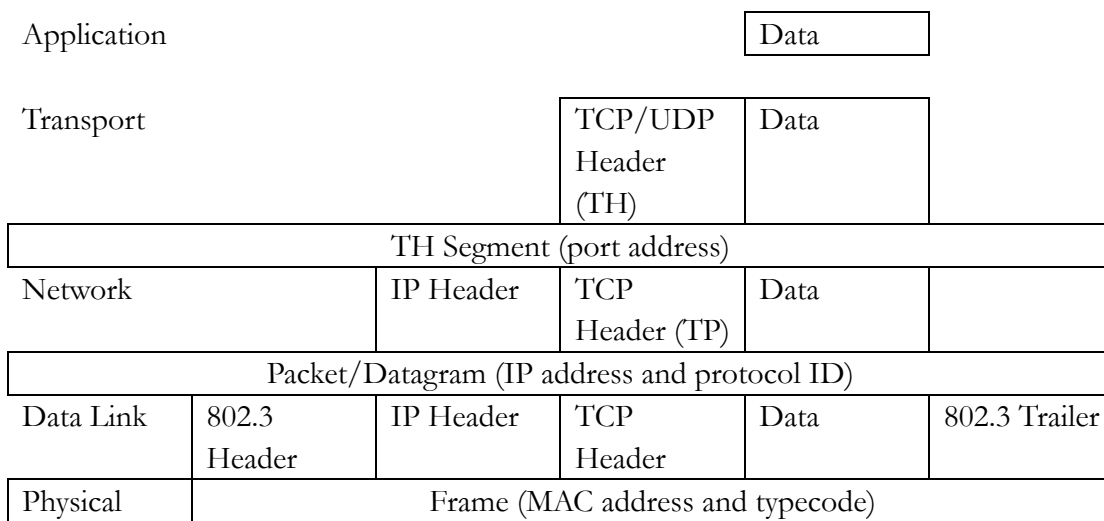 Application Data
Transport TCP/UDP Data
Header
(TH)
TH Segment (port address)
Network IP Header TCP Data
Header (TP)
Packet/Datagram (IP address and protocol ID)
Data Link 802.3 IP Header TCP Data 802.3 Trailer
Header Header
Physical Frame (MAC address and typecode)